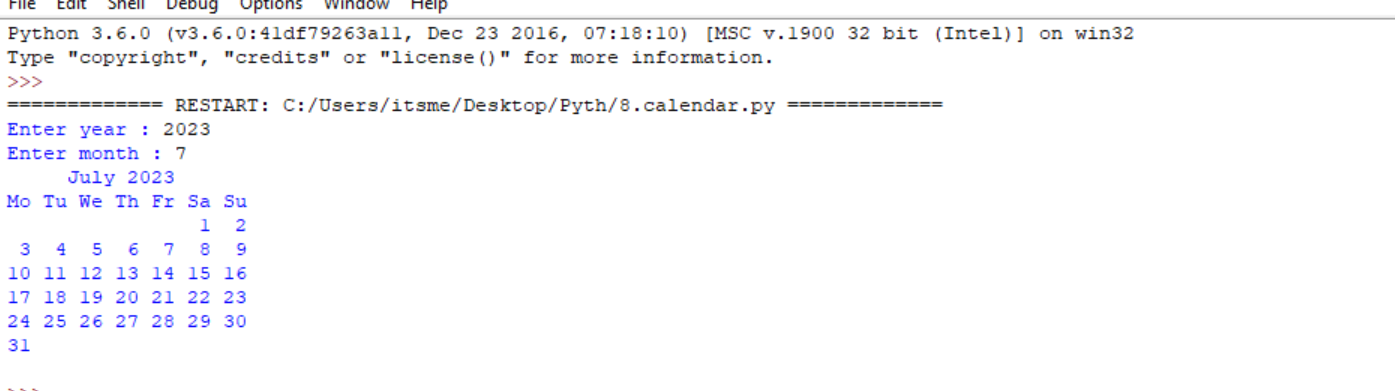 File Edit Shell Debug Options Window Help
Python 3.6.0 (v3.6.0:41df79263a11, Dec 23 2016, 07:18:10) [MSC v.1900 32 bit (Intel)] on win32
Type "copyright", "credits" or "license()" for more information.
>>>
============= RESTART: C:/Users/itsme/Desktop/Pyth/8.calendar.py =============
Enter year : 2023
Enter month : 7
     July 2023
Mo Tu We Th Fr Sa Su
                1  2
 3  4  5  6  7  8  9
10 11 12 13 14 15 16
17 18 19 20 21 22 23
24 25 26 27 28 29 30
31
>>>